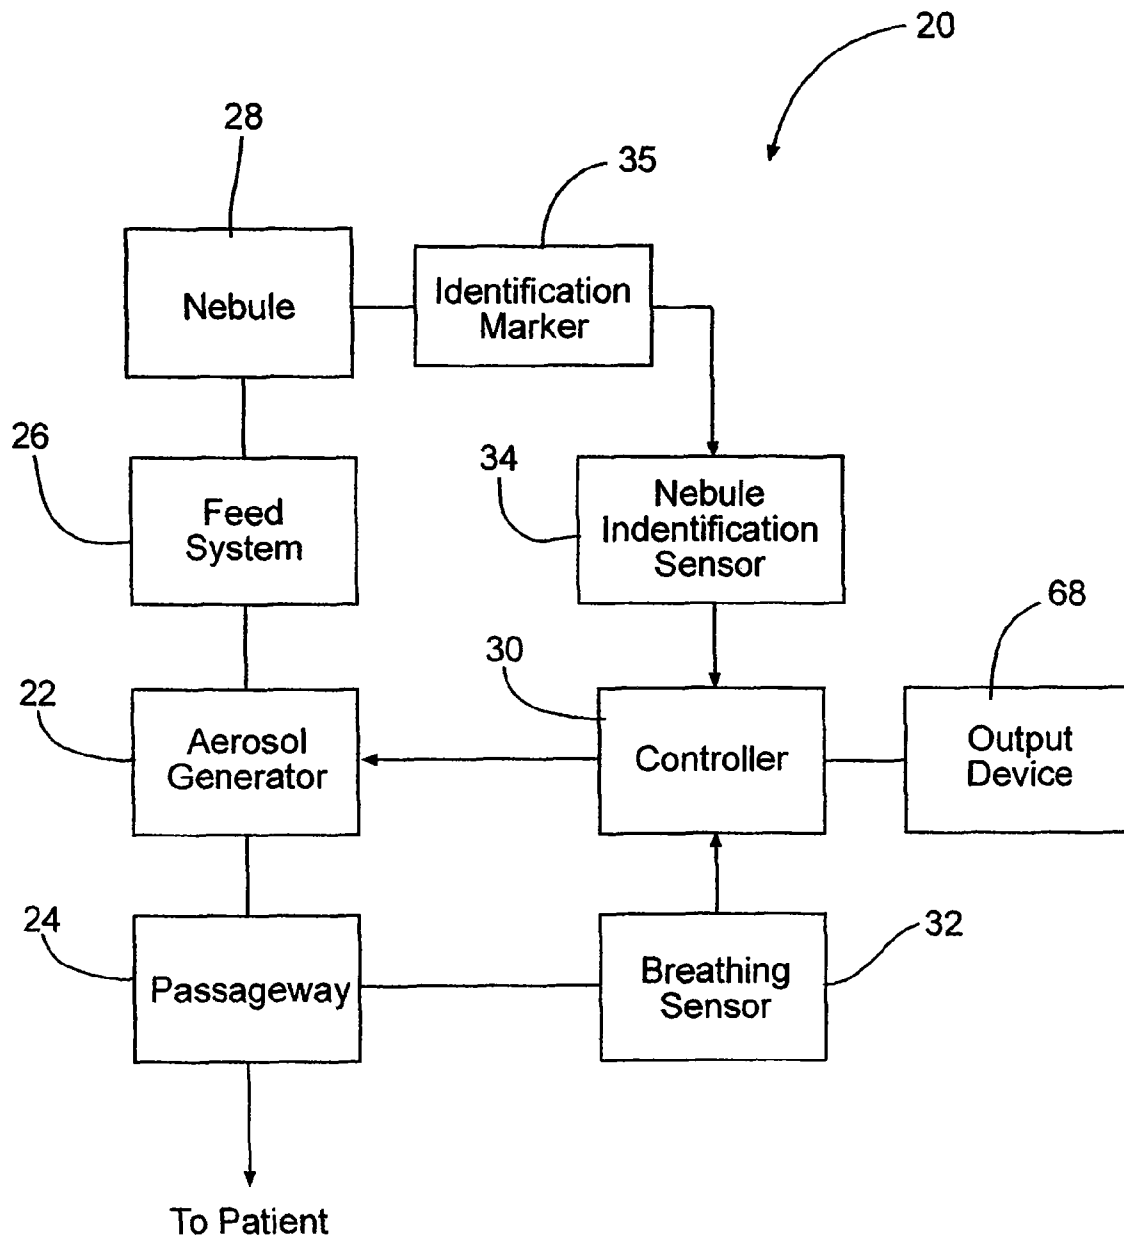 20
28
35
Nebule
Identification
Marker
26
34
Feed
System
Nebule
Indentification
Sensor
68
30
22
Aerosol
Generator
Controller
Output
Device
24
32
Passageway
Breathing
Sensor
To Patient